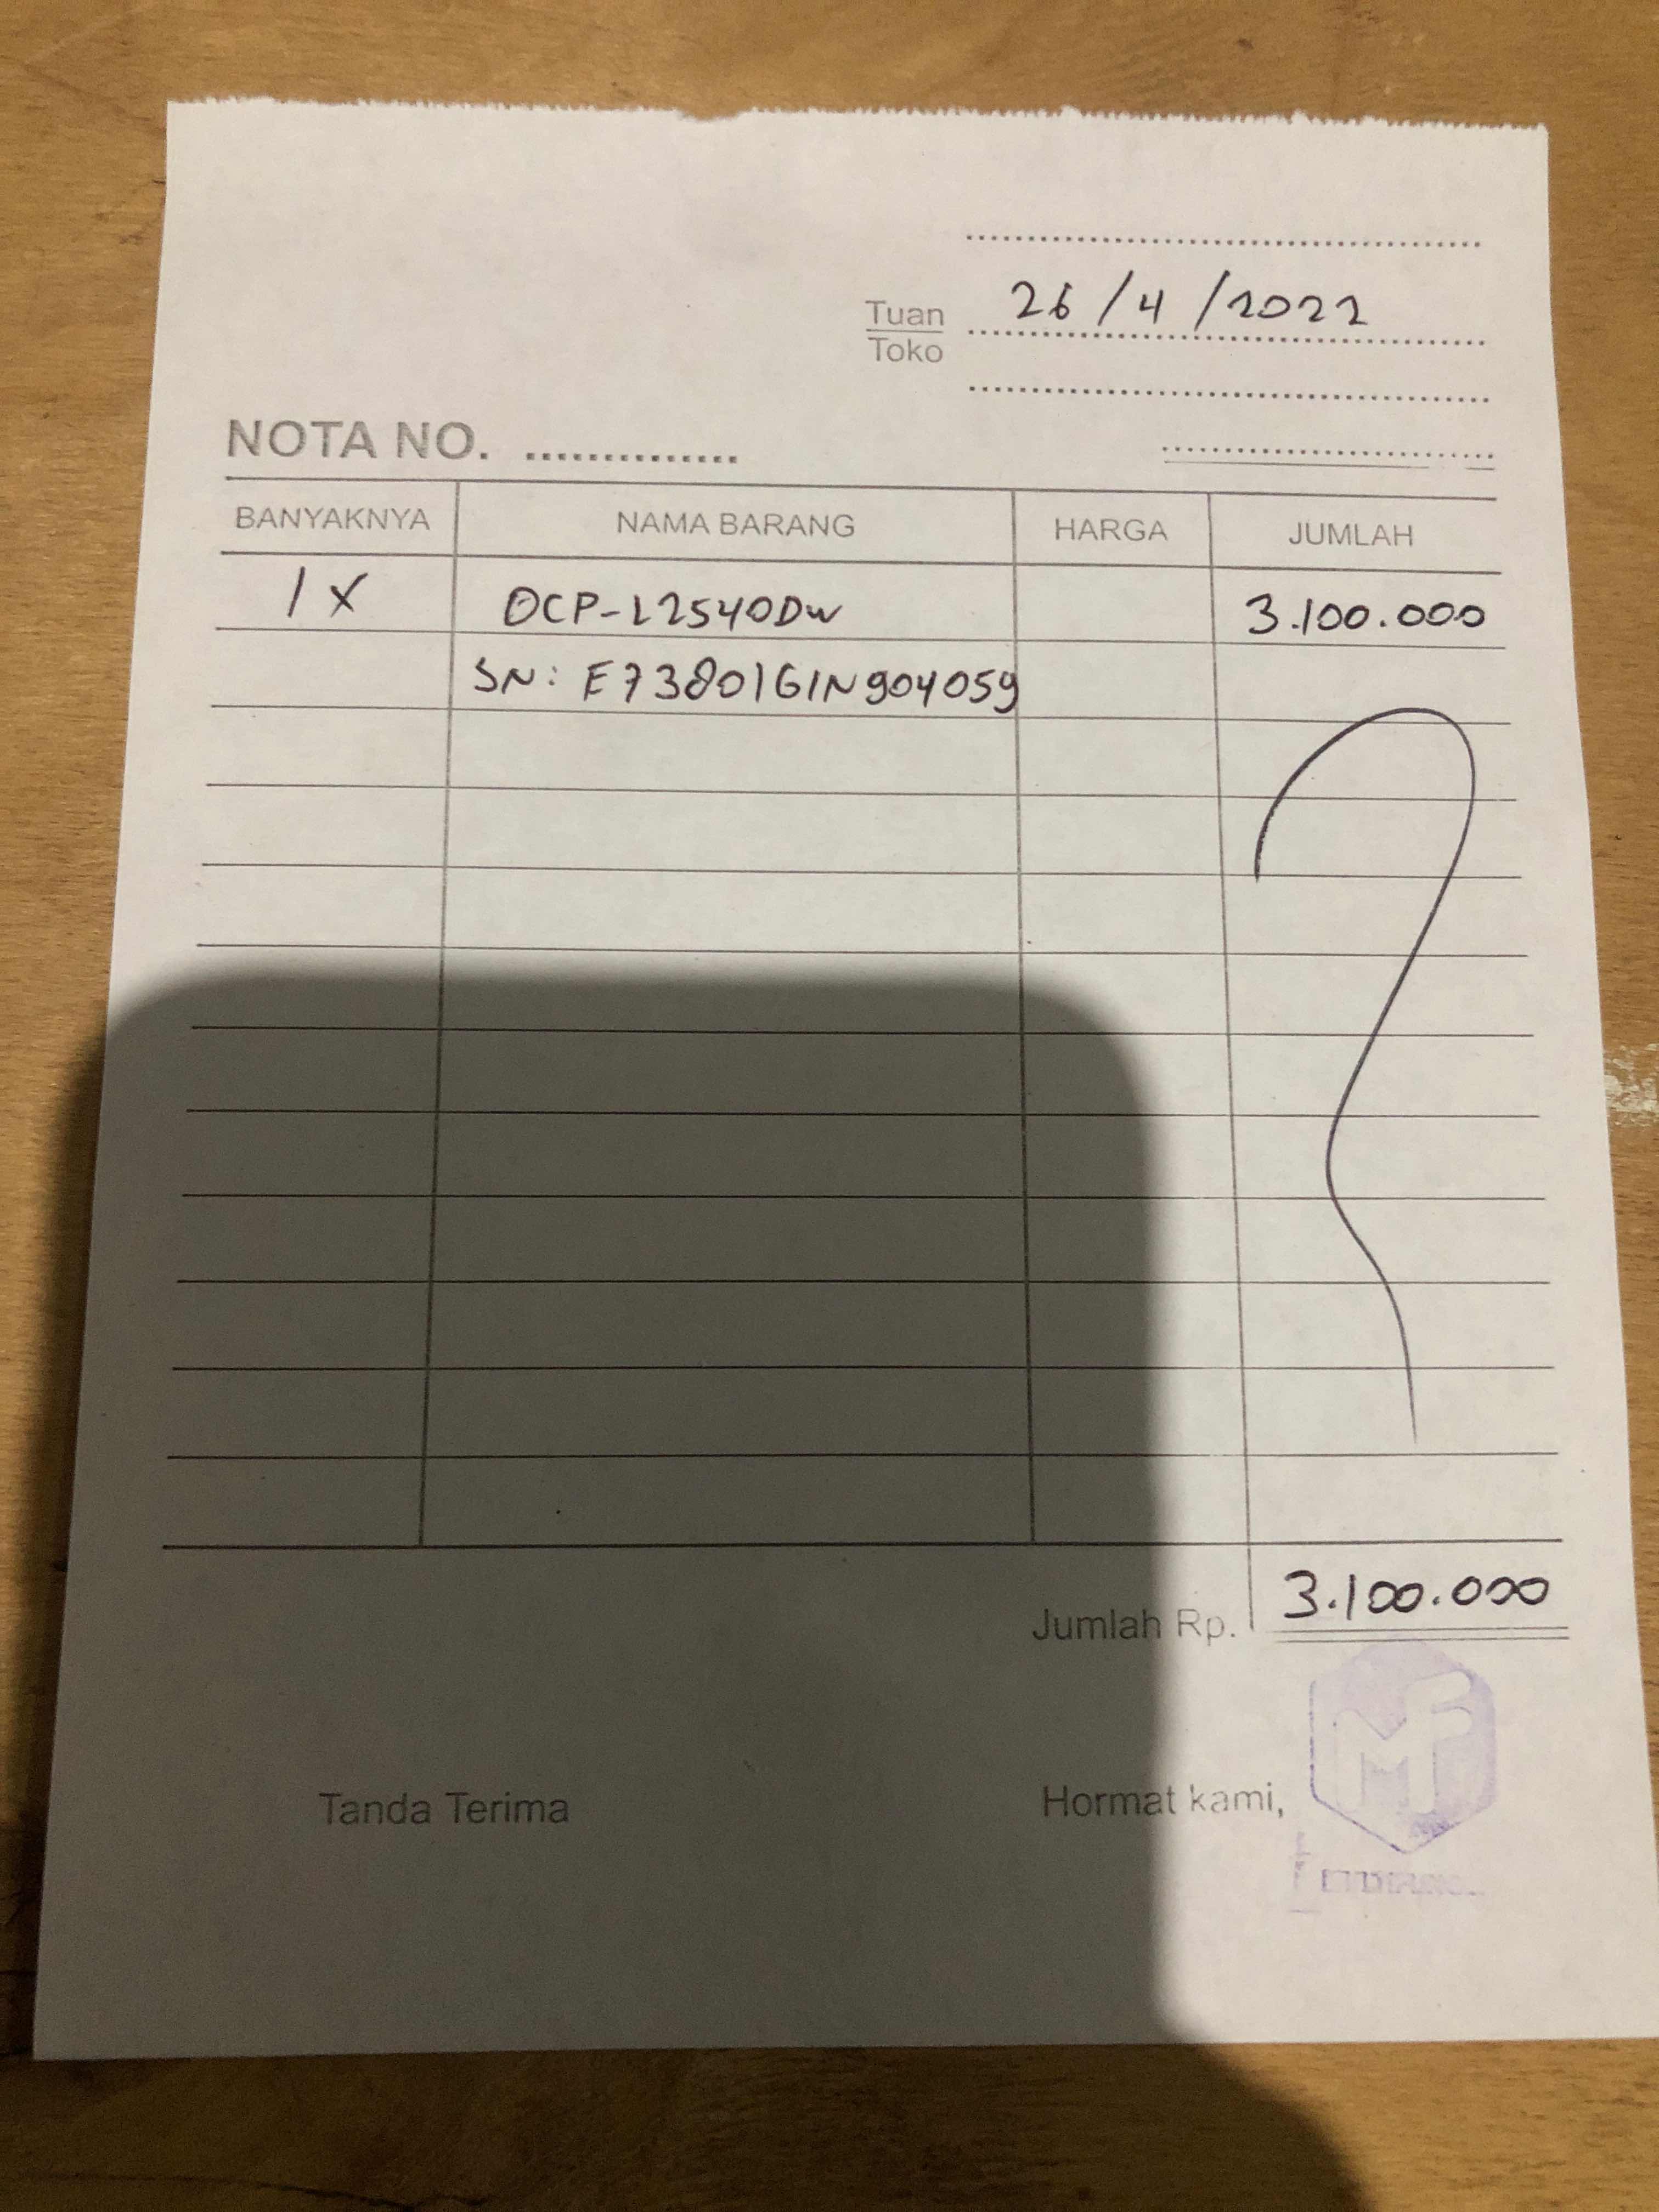 26/4/2022
Tuan
Toko
NOTA NO.
BANYAKNYA NAMA BARANG HARGA JUMLAH
1X DCP-L2540DW 3.100.000
SN: E73801G1N904059
Jumlah Rp. 3.100.000
Tanda Terima Hormat kami,
MF